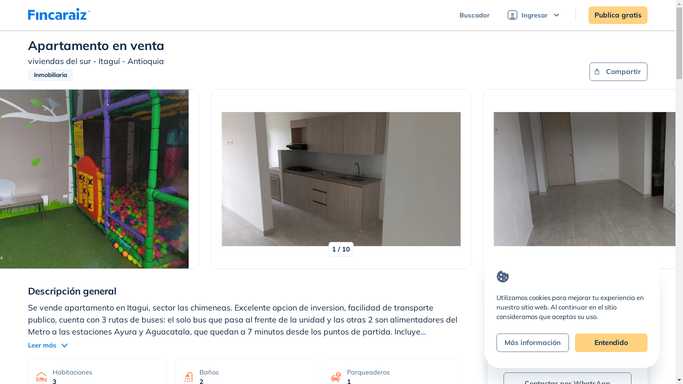 Fincaraiz
Buscador
Ingresar
Publica gratis
Apartamento en venta
viviendas del sur - Itaguí - Antioquia
Inmobiliaria
Compartir
1 / 10
Descripción general
Se vende apartamento en Itagui, sector las chimeneas. Excelente opcion de inversion, facilidad de transporte
publico, cuenta con 3 rutas de buses: el solo bus que pasa al frente de la unidad y las otras 2 son alimentadores del
Metro a las estaciones Ayura y Aguacatala, que quedan a 7 minutos desde los puntos de partida. Incluye...
Leer más
Habitaciones
3
Baños
2
Parqueaderos
1
Utilizamos cookies para mejorar tu experiencia en
nuestro sitio web. Al continuar en el sitio
consideramos que aceptas su uso.
Más información
Entendido
Contactar por WhatsApp